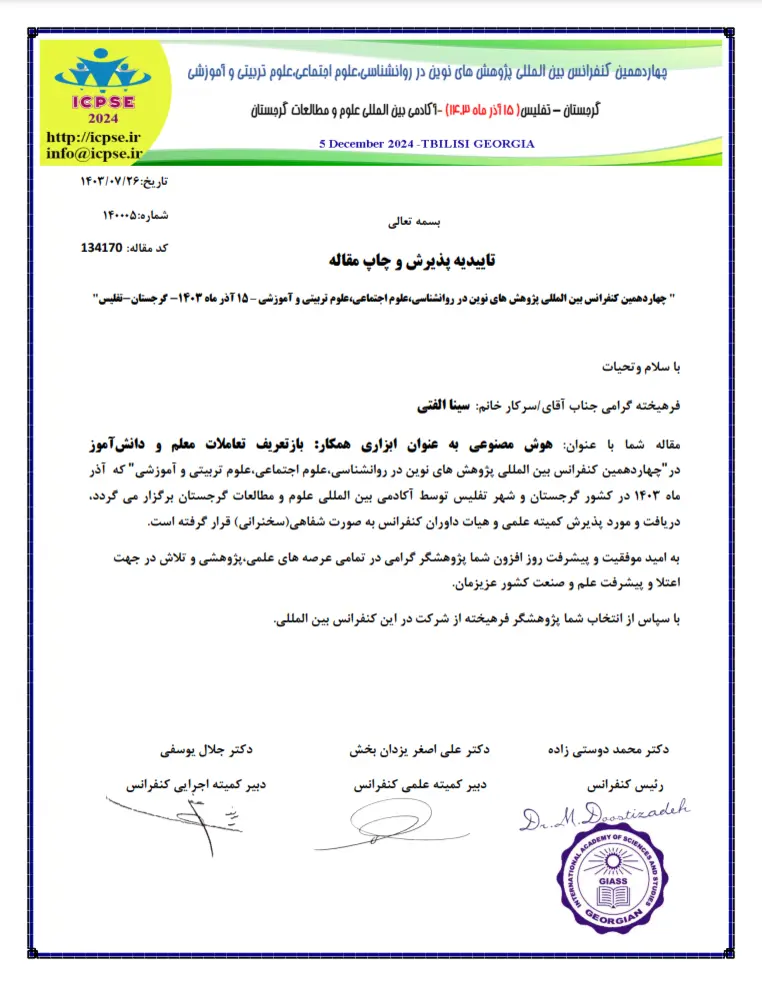 چهاردهمین کنفرانس بین المللی پژوهش های نوین در روانشناسی،علوم اجتماعی،علوم تربیتی و آموزشی
گرجستان – تفلیس( ۱۵ آذر ماه ۱۴۰۳) -آکادمی بین المللی علوم و مطالعات گرجستان
5 December 2024 -TBILISI GEORGIA
ICPSE
2024
http://icpse.ir
info@icpse.ir
تاریخ:۱۴۰۳/۰۷/۲۶
شماره:۱۴۰۰۰۵
کد مقاله: 134170
بسمه تعالی
تاییدیه پذیرش و چاپ مقاله
" چهاردهمین کنفرانس بین المللی پژوهش های نوین در روانشناسی،علوم اجتماعی،علوم تربیتی و آموزشی – ۱۵ آذر ماه ۱۴۰۳- گرجستان–تفلیس"
با سلام وتحیات
فرهیخته گرامی جناب آقای/سرکار خانم: سینا الفتی
مقاله شما با عنوان: هوش مصنوعی به عنوان ابزاری همکار: بازتعریف تعاملات معلم و دانش‌آموز
در"چهاردهمین کنفرانس بین المللی پژوهش های نوین در روانشناسی،علوم اجتماعی،علوم تربیتی و آموزشی" که آذر
ماه ۱۴۰۳ در کشور گرجستان و شهر تفلیس توسط آکادمی بین المللی علوم و مطالعات گرجستان برگزار می گردد،
دریافت و مورد پذیرش کمیته علمی و هیات داوران کنفرانس به صورت شفاهی(سخنرانی) قرار گرفته است.
به امید موفقیت و پیشرفت روز افزون شما پژوهشگر گرامی در تمامی عرصه های علمی،پژوهشی و تلاش در جهت
اعتلا و پیشرفت علم و صنعت کشور عزیزمان.
با سپاس از انتخاب شما پژوهشگر فرهیخته از شرکت در این کنفرانس بین المللی.
دکتر محمد دوستی زاده
دکتر علی اصغر یزدان بخش
دکتر جلال یوسفی
رئیس کنفرانس
دبیر کمیته علمی کنفرانس
دبیر کمیته اجرایی کنفرانس
Dr.M.Doostizadeh
INTERNATIONAL ACADEMY OF SCIENCES AND STUDIES
GIASS
GEORGIAN